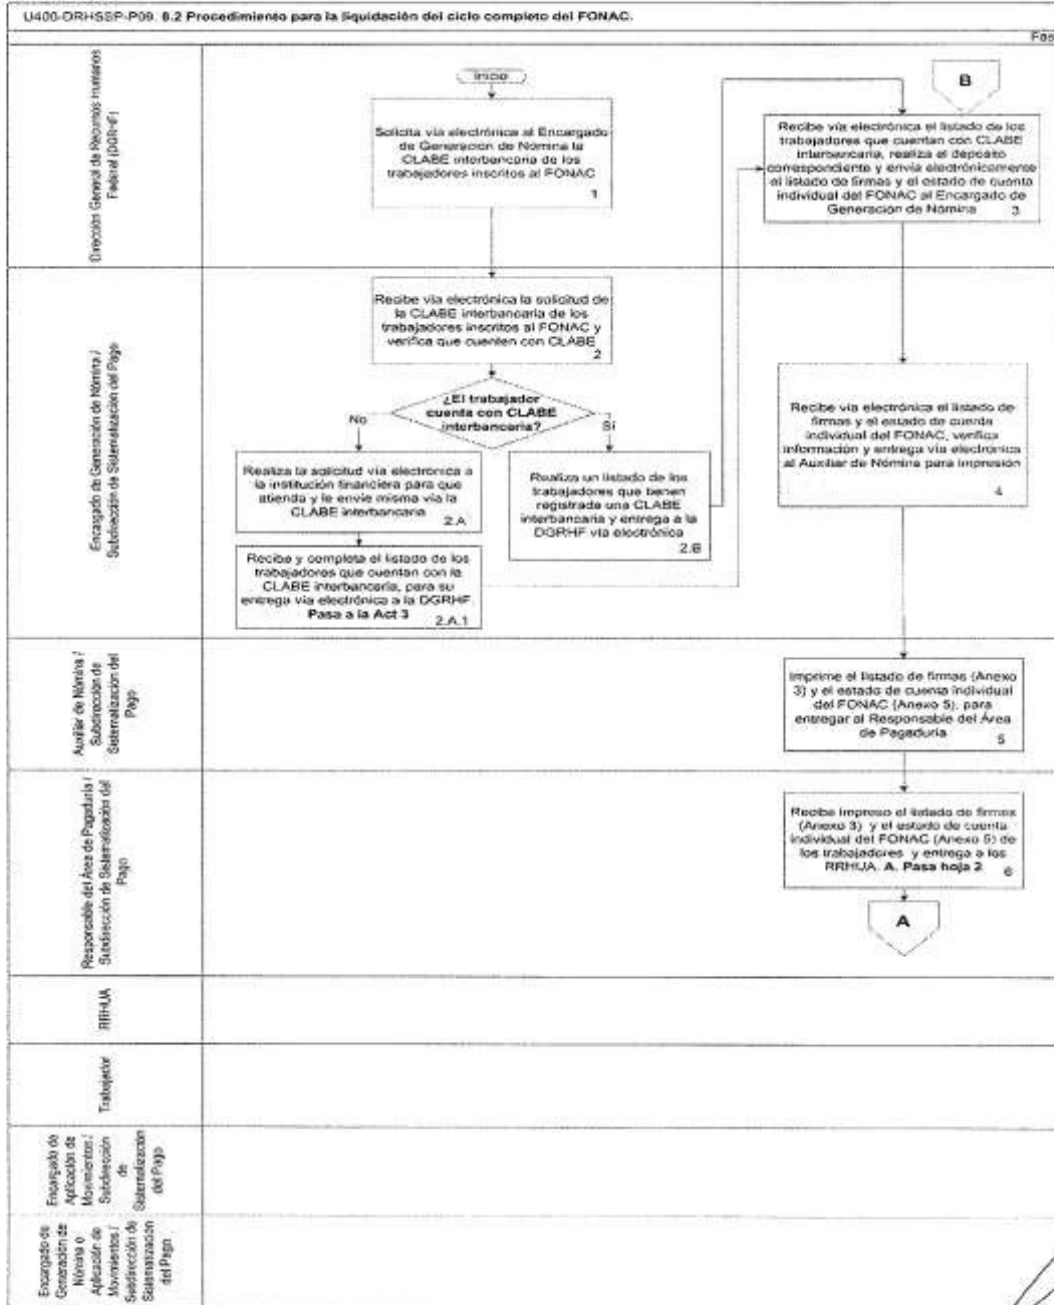 U400-DRHSSP-P09. 8.2 Procedimiento para la liquidación del ciclo completo del FONAC.
Fas
Dirección General de Recursos Humanos
Federal (DGRHF)
Inicio
Solicita vía electrónica al Encargado
de Generación de Nómina la
CLABE interbancaria de los
trabajadores inscritos al FONAC
1
B
Recibe vía electrónica el listado de los
trabajadores que cuentan con CLABE
interbancaria, realiza el depósito
correspondiente y envía electrónicamente
el listado de firmas y el estado de cuenta
individual del FONAC al Encargado de
Generación de Nómina
3
Encargado de Generación de Nómina /
Subdirección de Sistematización del Pago
Recibe vía electrónica la solicitud de
la CLABE interbancaria de los
trabajadores inscritos al FONAC y
verifica que cuenten con CLABE
2
¿El trabajador
cuenta con CLABE
interbancaria?
No
Sí
Realiza la solicitud vía electrónica a
la institución financiera para que
atienda y le envíe misma vía la
CLABE interbancaria
2.A
Recibe y completa el listado de los
trabajadores que cuentan con la
CLABE interbancaria, para su
entrega vía electrónica a la DGRHF.
Pasa a la Act 3
2.A.1
Realiza un listado de los
trabajadores que tienen
registrada una CLABE
interbancaria y entrega a la
DGRHF vía electrónica
2.B
Recibe vía electrónica el listado de
firmas y el estado de cuenta
individual del FONAC, verifica
información y entrega vía electrónica
al Auxiliar de Nómina para impresión
4
Auxiliar de Nómina /
Subdirección de
Sistematización del
Pago
Imprime el listado de firmas (Anexo
3) y el estado de cuenta individual
del FONAC (Anexo 5), para
entregar al Responsable del Área
de Pagaduría
5
Responsable del Área de Pagaduría /
Subdirección de Sistematización del
Pago
Recibe impreso el listado de firmas
(Anexo 3) y el estado de cuenta
individual del FONAC (Anexo 5) de
los trabajadores y entrega a los
RRHUA. A. Pasa hoja 2
6
A
RRHUA
Trabajador
Encargado de
Aplicación de
Movimientos /
Subdirección
de
Sistematización
del Pago
Encargado de
Generación de
Nómina o
Aplicación de
Movimientos /
Subdirección de
Sistematización
del Pago